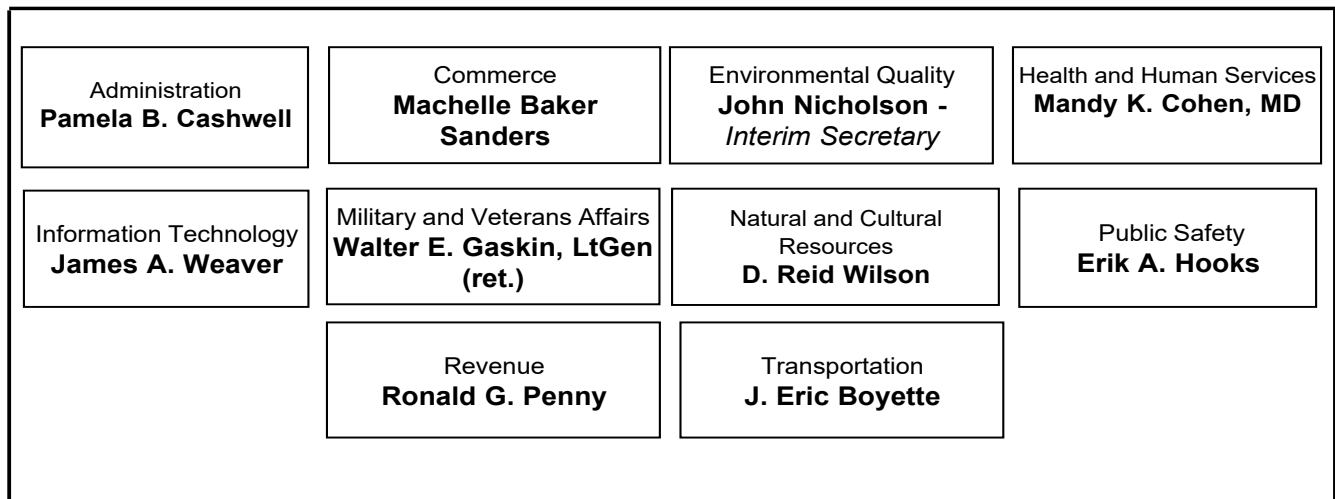 Administration
Pamela B. Cashwell
Commerce
Machelle Baker
Sanders
Environmental Quality
John Nicholson -
Interim Secretary
Health and Human Services
Mandy K. Cohen, MD
Information Technology
James A. Weaver
Military and Veterans Affairs
Walter E. Gaskin, LtGen
(ret.)
Natural and Cultural
Resources
D. Reid Wilson
Public Safety
Erik A. Hooks
Revenue
Ronald G. Penny
Transportation
J. Eric Boyette